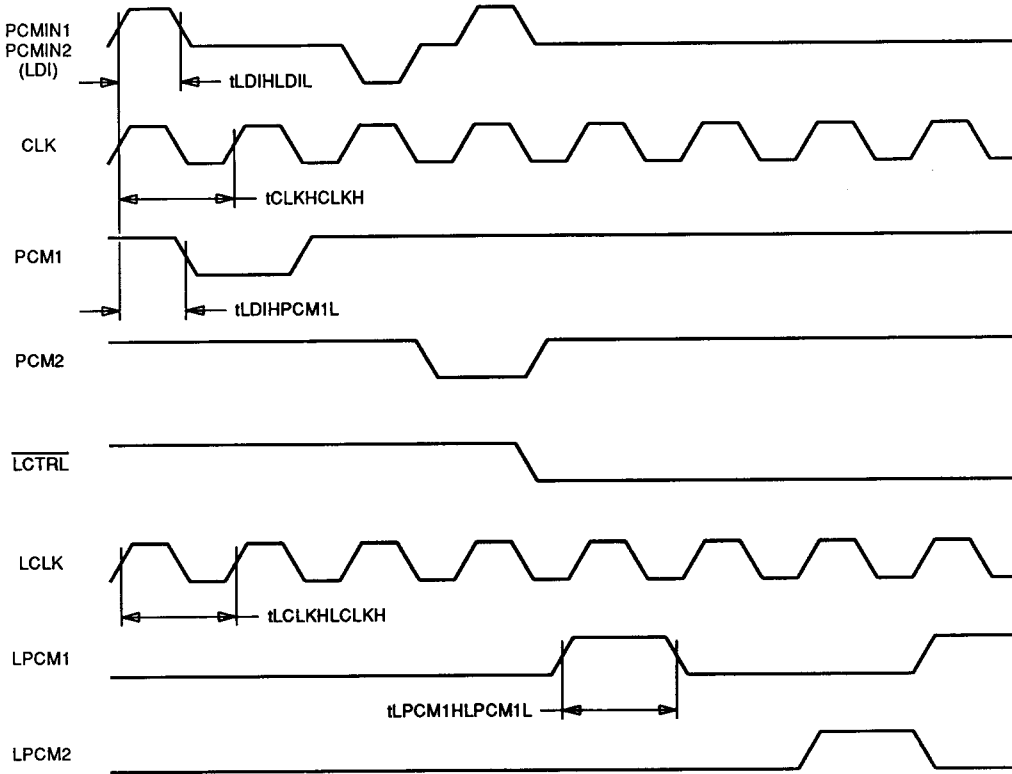 PCMIN1
PCMIN2
(LDI)
tLDIHLDIL
CLK
tCLKHCLKH
PCM1
tLDIHPCM1L
PCM2
LCTRL
LCLK
tLCLKHLCLKH
LPCM1
tLPCM1HLPCM1L
LPCM2